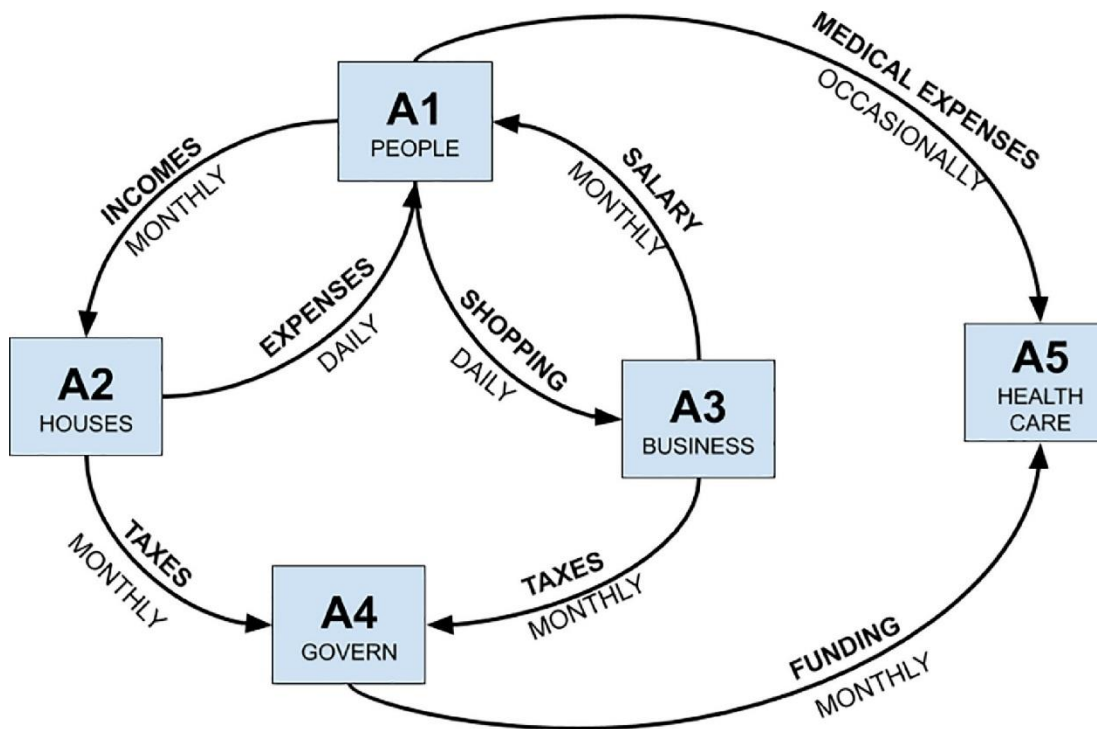 MEDICAL EXPENSES
OCCASIONALLY
A1
PEOPLE
INCOMES
MONTHLY
SALARY
MONTHLY
EXPENSES
DAILY
SHOPPING
DAILY
A2
HOUSES
A3
BUSINESS
A5
HEALTH
CARE
TAXES
MONTHLY
A4
GOVERN
TAXES
MONTHLY
FUNDING
MONTHLY